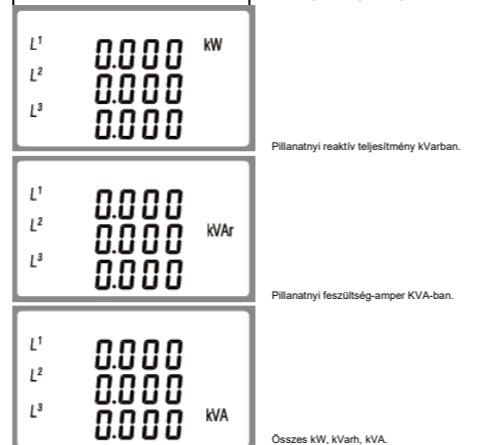 L1 0.000 kW
L2 0.000
L3 0.000
Pillanatnyi reaktív teljesítmény kVarban.
L1 0.000
L2 0.000 kVAr
L3 0.000
Pillanatnyi feszültség-amper KVA-ban.
L1 0.000
L2 0.000
L3 0.000 kVA
Összes kW, kVarh, kVA.